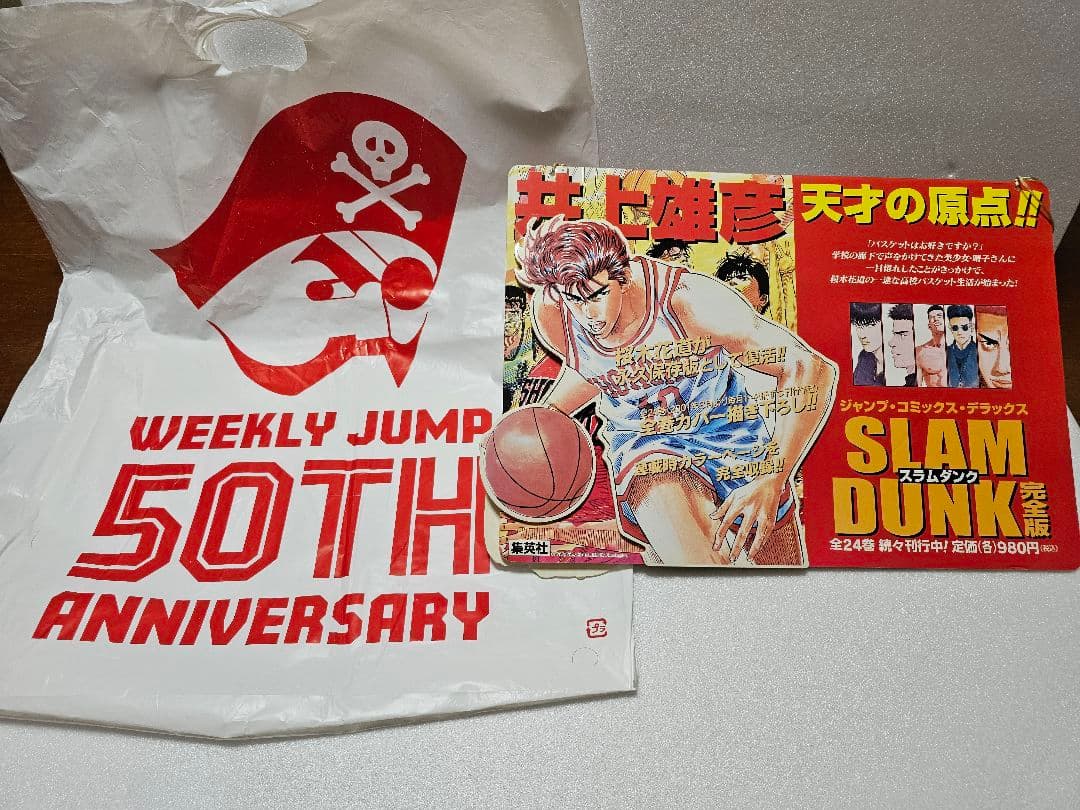 WEEKLY JUMP
50TH
ANNIVERSARY
プラ
井上雄彦
天才の原点!!
「バスケットはお好きですか?」
学校の廊下で声をかけてきた美少女・晴子さんに
一目惚れしたことがきっかけで、
桜木花道の一途な高校バスケット生活が始まった!
桜木花道が
永久保存版として復活!!
全巻カバー描き下ろし!!
連載時カラーページを
完全収録!!
ジャンプ・コミックス・デラックス
SLAM
スラムダンク
DUNK 完全版
全24巻 続々刊行中! 定価(各)980円(税込)
集英社